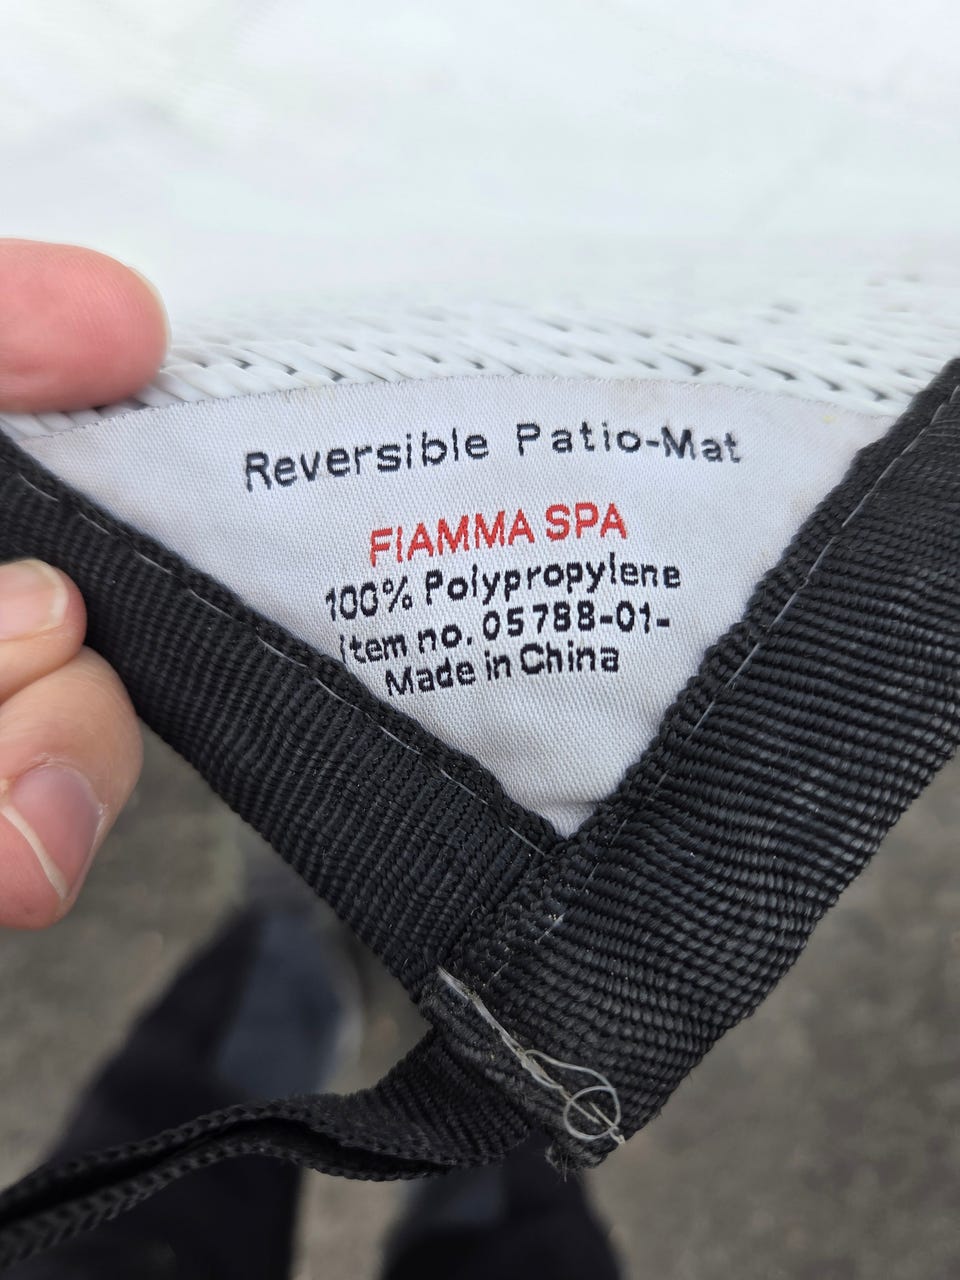 Reversible Patio-Mat
FIAMMA SPA
100% Polypropylene
item no. 05788-01-
Made in China